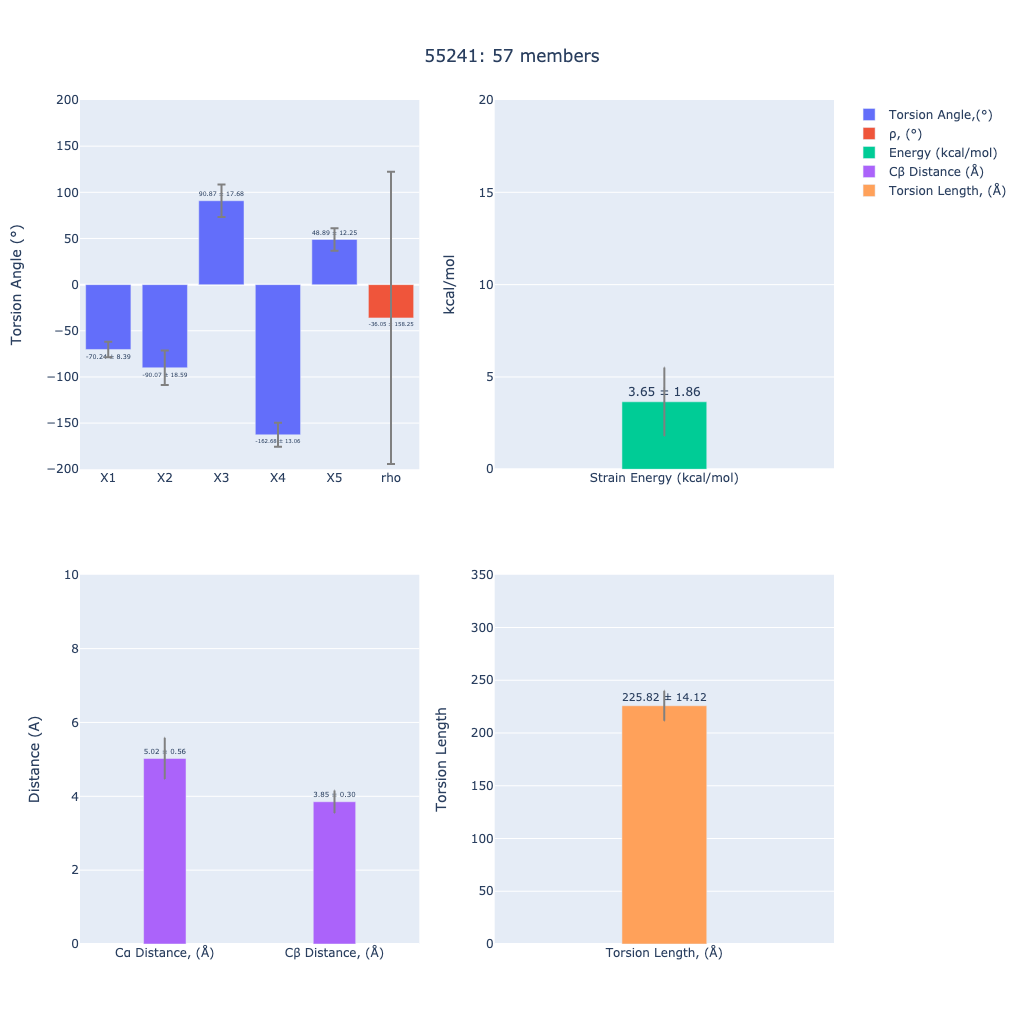 55241: 57 members
Torsion Angle (°)
200
150
100
50
0
−50
−100
−150
−200
-70.24 ± 8.39
-90.07 ± 18.59
90.87 ± 17.68
-162.68 ± 13.06
48.89 ± 12.25
-36.05 ± 158.25
X1 X2 X3 X4 X5 rho
kcal/mol
20
15
10
5
0
3.65 ± 1.86
Strain Energy (kcal/mol)
Torsion Angle,(°)
ρ, (°)
Energy (kcal/mol)
Cβ Distance (Å)
Torsion Length, (Å)
Distance (A)
10
8
6
4
2
0
5.02 ± 0.56
3.85 ± 0.30
Cα Distance, (Å) Cβ Distance, (Å)
Torsion Length
350
300
250
200
150
100
50
0
225.82 ± 14.12
Torsion Length, (Å)